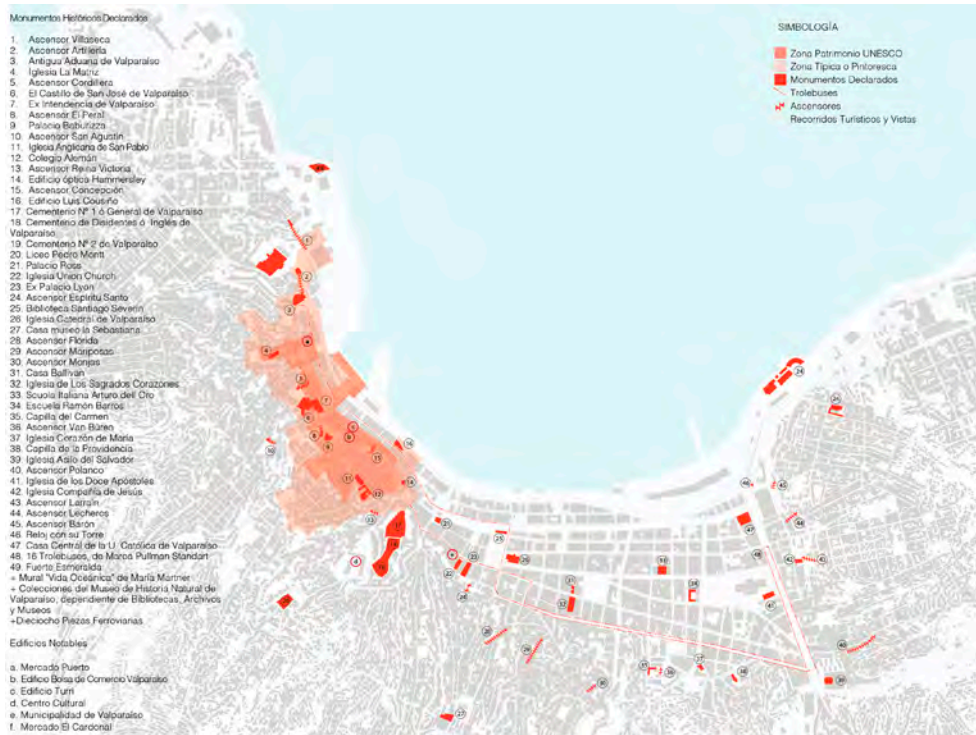 Monumentos Históricos Declarados
1. Ascensor Villaseca
2. Ascensor Artillería
3. Antigua Aduana de Valparaíso
4. Iglesia La Matriz
5. Ascensor Cordillera
6. El Castillo de San José de Valparaíso
7. Ex Intendencia de Valparaíso
8. Ascensor El Peral
9. Palacio Baburizza
10. Ascensor San Agustín
11. Iglesia Anglicana de San Pablo
12. Colegio Alemán
13. Ascensor Reina Victoria
14. Edificio óptica Hammersley
15. Ascensor Concepción
16. Edificio Luis Cousiño
17. Cementerio Nº 1 ó General de Valparaíso
18. Cementerio de Disidentes ó Inglés de
Valparaíso
19. Cementerio Nº 2 de Valparaíso
20. Liceo Pedro Montt
21. Palacio Ross
22. Iglesia Union Church
23. Ex Palacio Lyon
24. Ascensor Espíritu Santo
25. Biblioteca Santiago Severín
26. Iglesia Catedral de Valparaíso
27. Casa museo la Sebastiana
28. Ascensor Florida
29. Ascensor Mariposas
30. Ascensor Monjas
31. Casa Ballivan
32. Iglesia de Los Sagrados Corazones
33. Scuola Italiana Arturo dell Oro
34. Escuela Ramón Barros
35. Capilla del Carmen
36. Ascensor Van Büren
37. Iglesia Corazón de María
38. Capilla de la Providencia
39. Iglesia Asilo del Salvador
40. Ascensor Polanco
41. Iglesia de los Doce Apóstoles
42. Iglesia Compañía de Jesús
43. Ascensor Larraín
44. Ascensor Lecheros
45. Ascensor Barón
46. Reloj con su Torre
47. Casa Central de la U. Católica de Valparaíso
48. 16 Trolebuses, de Marca Pullman Standart
49. Fuerte Esmeralda
+ Mural "Vida Oceánica" de María Martner
+ Colecciones del Museo de Historia Natural de
Valparaíso, dependiente de Bibliotecas, Archivos
y Museos
+Dieciocho Piezas Ferroviarias
Edificios Notables
a. Mercado Puerto
b. Edificio Bolsa de Comercio Valparaíso
c. Edificio Turri
d. Centro Cultural
e. Municipalidad de Valparaíso
f. Mercado El Cardonal
SIMBOLOGÍA
Zona Patrimonio UNESCO
Zona Típica o Pintoresca
Monumentos Declarados
Trolebuses
Ascensores
Recorridos Turísticos y Vistas